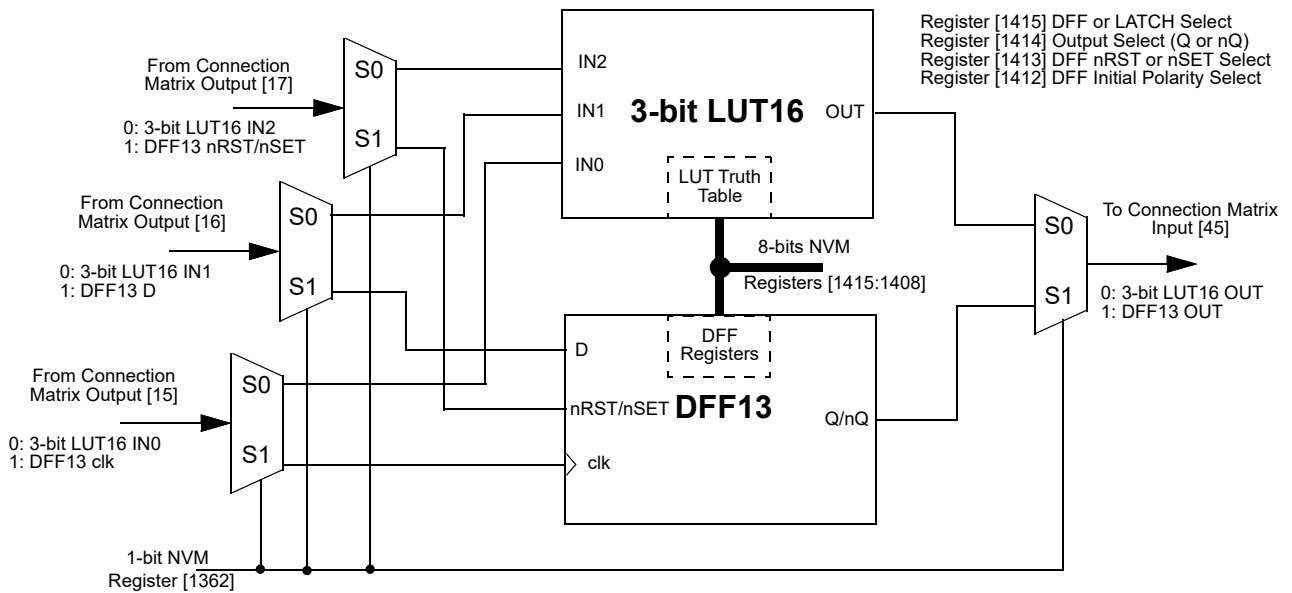 Register [1415] DFF or LATCH Select
Register [1414] Output Select (Q or nQ)
Register [1413] DFF nRST or nSET Select
Register [1412] DFF Initial Polarity Select
From Connection
Matrix Output [17]
0: 3-bit LUT16 IN2
1: DFF13 nRST/nSET
S0
S1
From Connection
Matrix Output [16]
0: 3-bit LUT16 IN1
1: DFF13 D
S0
S1
From Connection
Matrix Output [15]
0: 3-bit LUT16 IN0
1: DFF13 clk
S0
S1
IN2
IN1
IN0
3-bit LUT16
OUT
LUT Truth
Table
8-bits NVM
Registers [1415:1408]
DFF
Registers
D
nRST/nSET
DFF13
clk
Q/nQ
S0
S1
To Connection Matrix
Input [45]
0: 3-bit LUT16 OUT
1: DFF13 OUT
1-bit NVM
Register [1362]